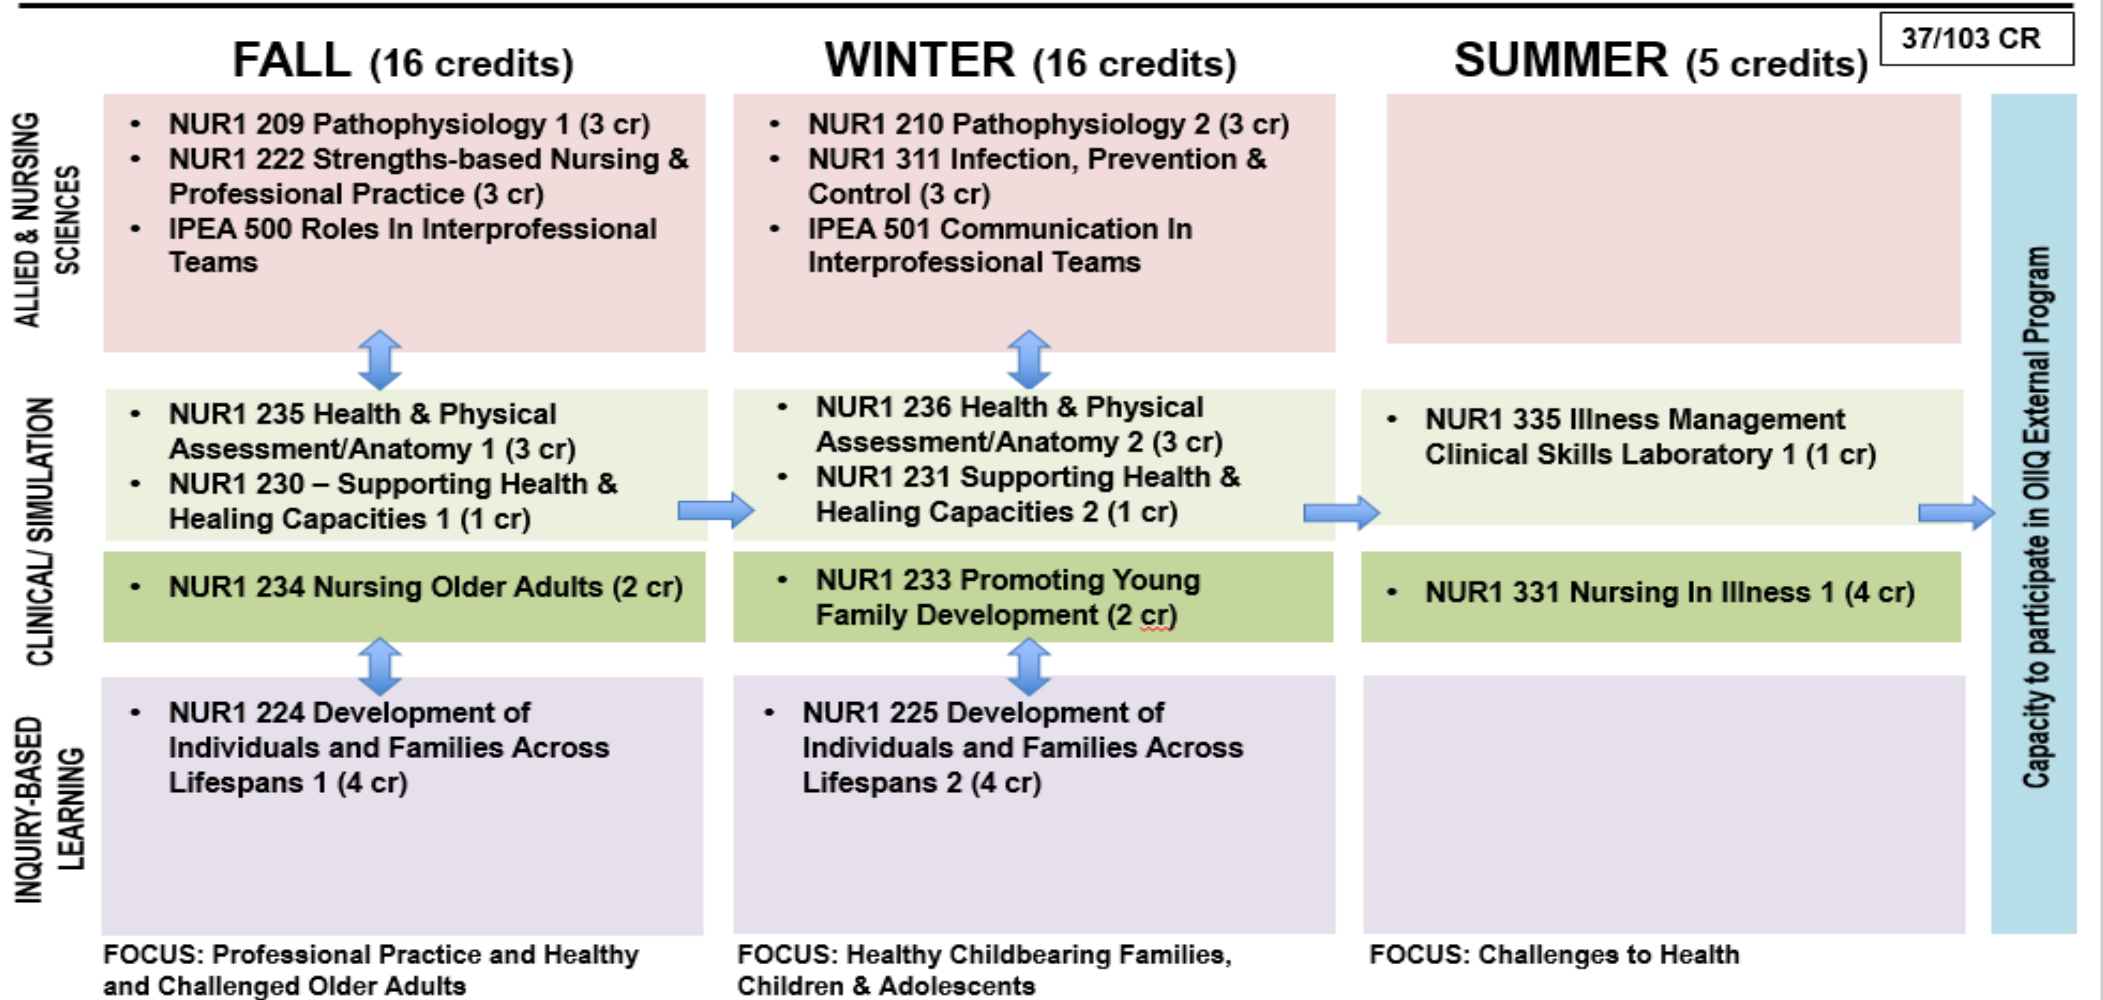 37/103 CR
FALL (16 credits)
WINTER (16 credits)
SUMMER (5 credits)
ALLIED & NURSING
SCIENCES
• NUR1 209 Pathophysiology 1 (3 cr)
• NUR1 222 Strengths-based Nursing &
Professional Practice (3 cr)
• IPEA 500 Roles In Interprofessional
Teams
• NUR1 210 Pathophysiology 2 (3 cr)
• NUR1 311 Infection, Prevention &
Control (3 cr)
• IPEA 501 Communication In
Interprofessional Teams
CLINICAL/ SIMULATION
• NUR1 235 Health & Physical
Assessment/Anatomy 1 (3 cr)
• NUR1 230 – Supporting Health &
Healing Capacities 1 (1 cr)
• NUR1 236 Health & Physical
Assessment/Anatomy 2 (3 cr)
• NUR1 231 Supporting Health &
Healing Capacities 2 (1 cr)
• NUR1 335 Illness Management
Clinical Skills Laboratory 1 (1 cr)
• NUR1 234 Nursing Older Adults (2 cr)
• NUR1 233 Promoting Young
Family Development (2 cr)
• NUR1 331 Nursing In Illness 1 (4 cr)
INQUIRY-BASED
LEARNING
• NUR1 224 Development of
Individuals and Families Across
Lifespans 1 (4 cr)
• NUR1 225 Development of
Individuals and Families Across
Lifespans 2 (4 cr)
Capacity to participate in OIIQ External Program
FOCUS: Professional Practice and Healthy
and Challenged Older Adults
FOCUS: Healthy Childbearing Families,
Children & Adolescents
FOCUS: Challenges to Health